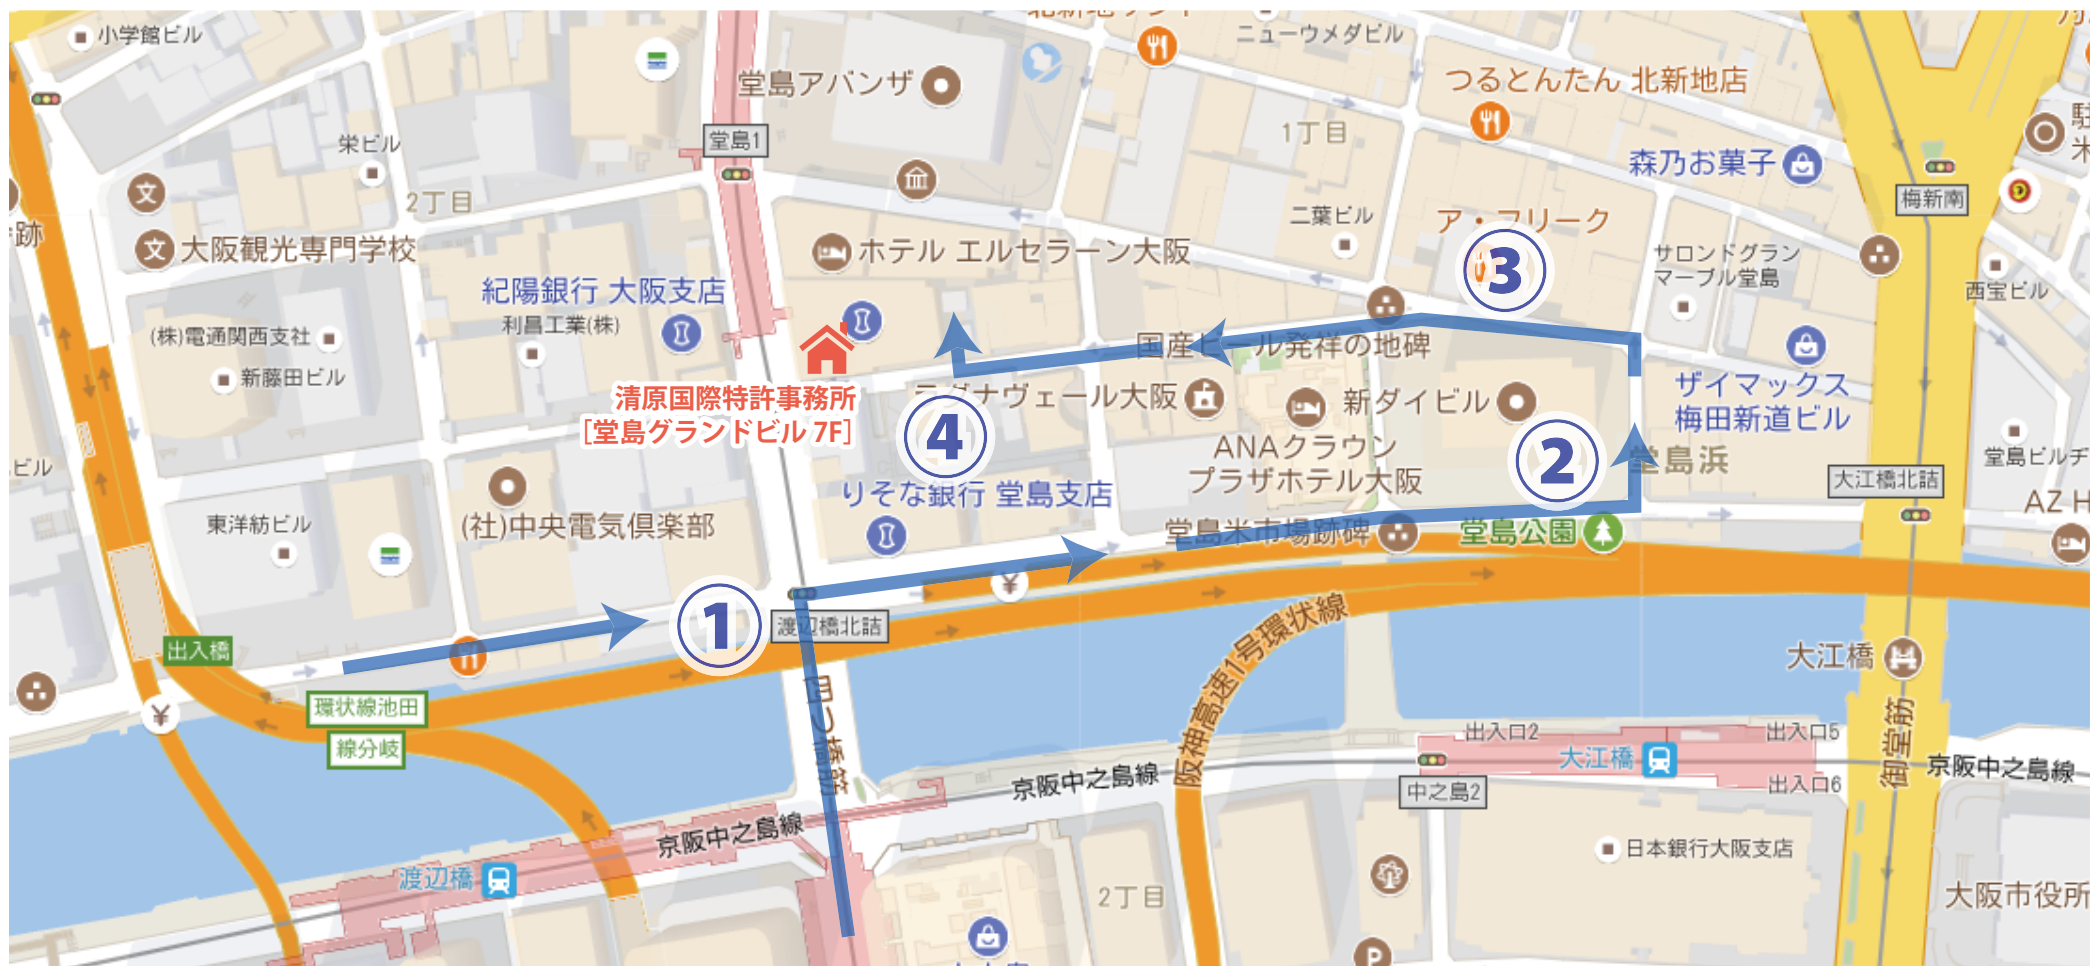 小学館ビル
ニューウメダビル
堂島アバンザ
つるとんたん 北新地店
堂島1
栄ビル
1丁目
森乃お菓子
2丁目
梅新南
二葉ビル
ア・フリーク
大阪観光専門学校
ホテル エルセラーン大阪
サロンドグラン
マーブル堂島
紀陽銀行 大阪支店
利昌工業(株)
西宝ビル
③
(株)電通関西支社
新藤田ビル
国産ビール発祥の地碑
清原国際特許事務所
[堂島グランドビル 7F]
ラグナヴェール大阪
新ダイビル
ザイマックス
梅田新道ビル
④
ANAクラウン
プラザホテル大阪
②
堂島浜
堂島ビルヂ
大江橋北詰
りそな銀行 堂島支店
AZ H
東洋紡ビル
(社)中央電気倶楽部
堂島米市場跡碑
堂島公園
①
渡辺橋北詰
出入橋
環状線池田
線分岐
四つ橋筋
阪神高速1号環状線
大江橋
御堂筋
出入口2
出入口5
大江橋
出入口6
京阪中之島線
京阪中之島線
中之島2
京阪中之島線
渡辺橋
日本銀行大阪支店
2丁目
大阪市役所
P